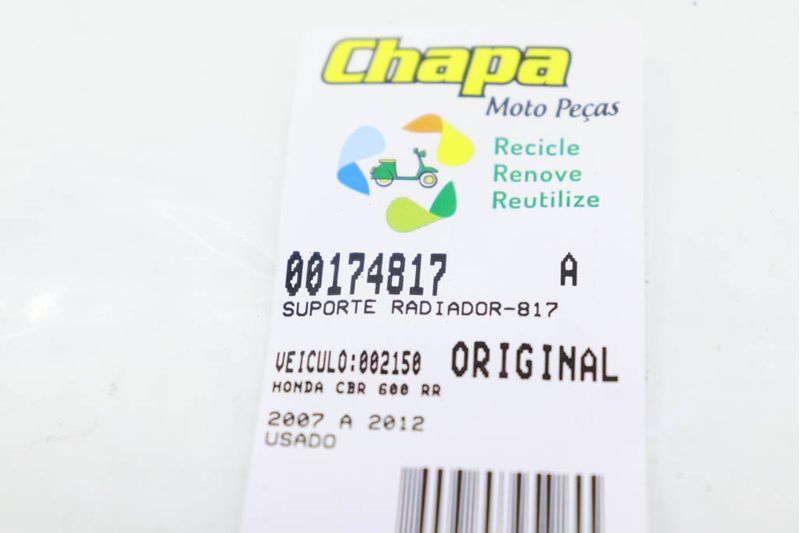 Chapa
Moto Peças
Recicle
Renove
Reutilize
00174817 A
SUPORTE RADIADOR-817
VEICULO:002150 ORIGINAL
HONDA CBR 600 RR
2007 A 2012
USADO